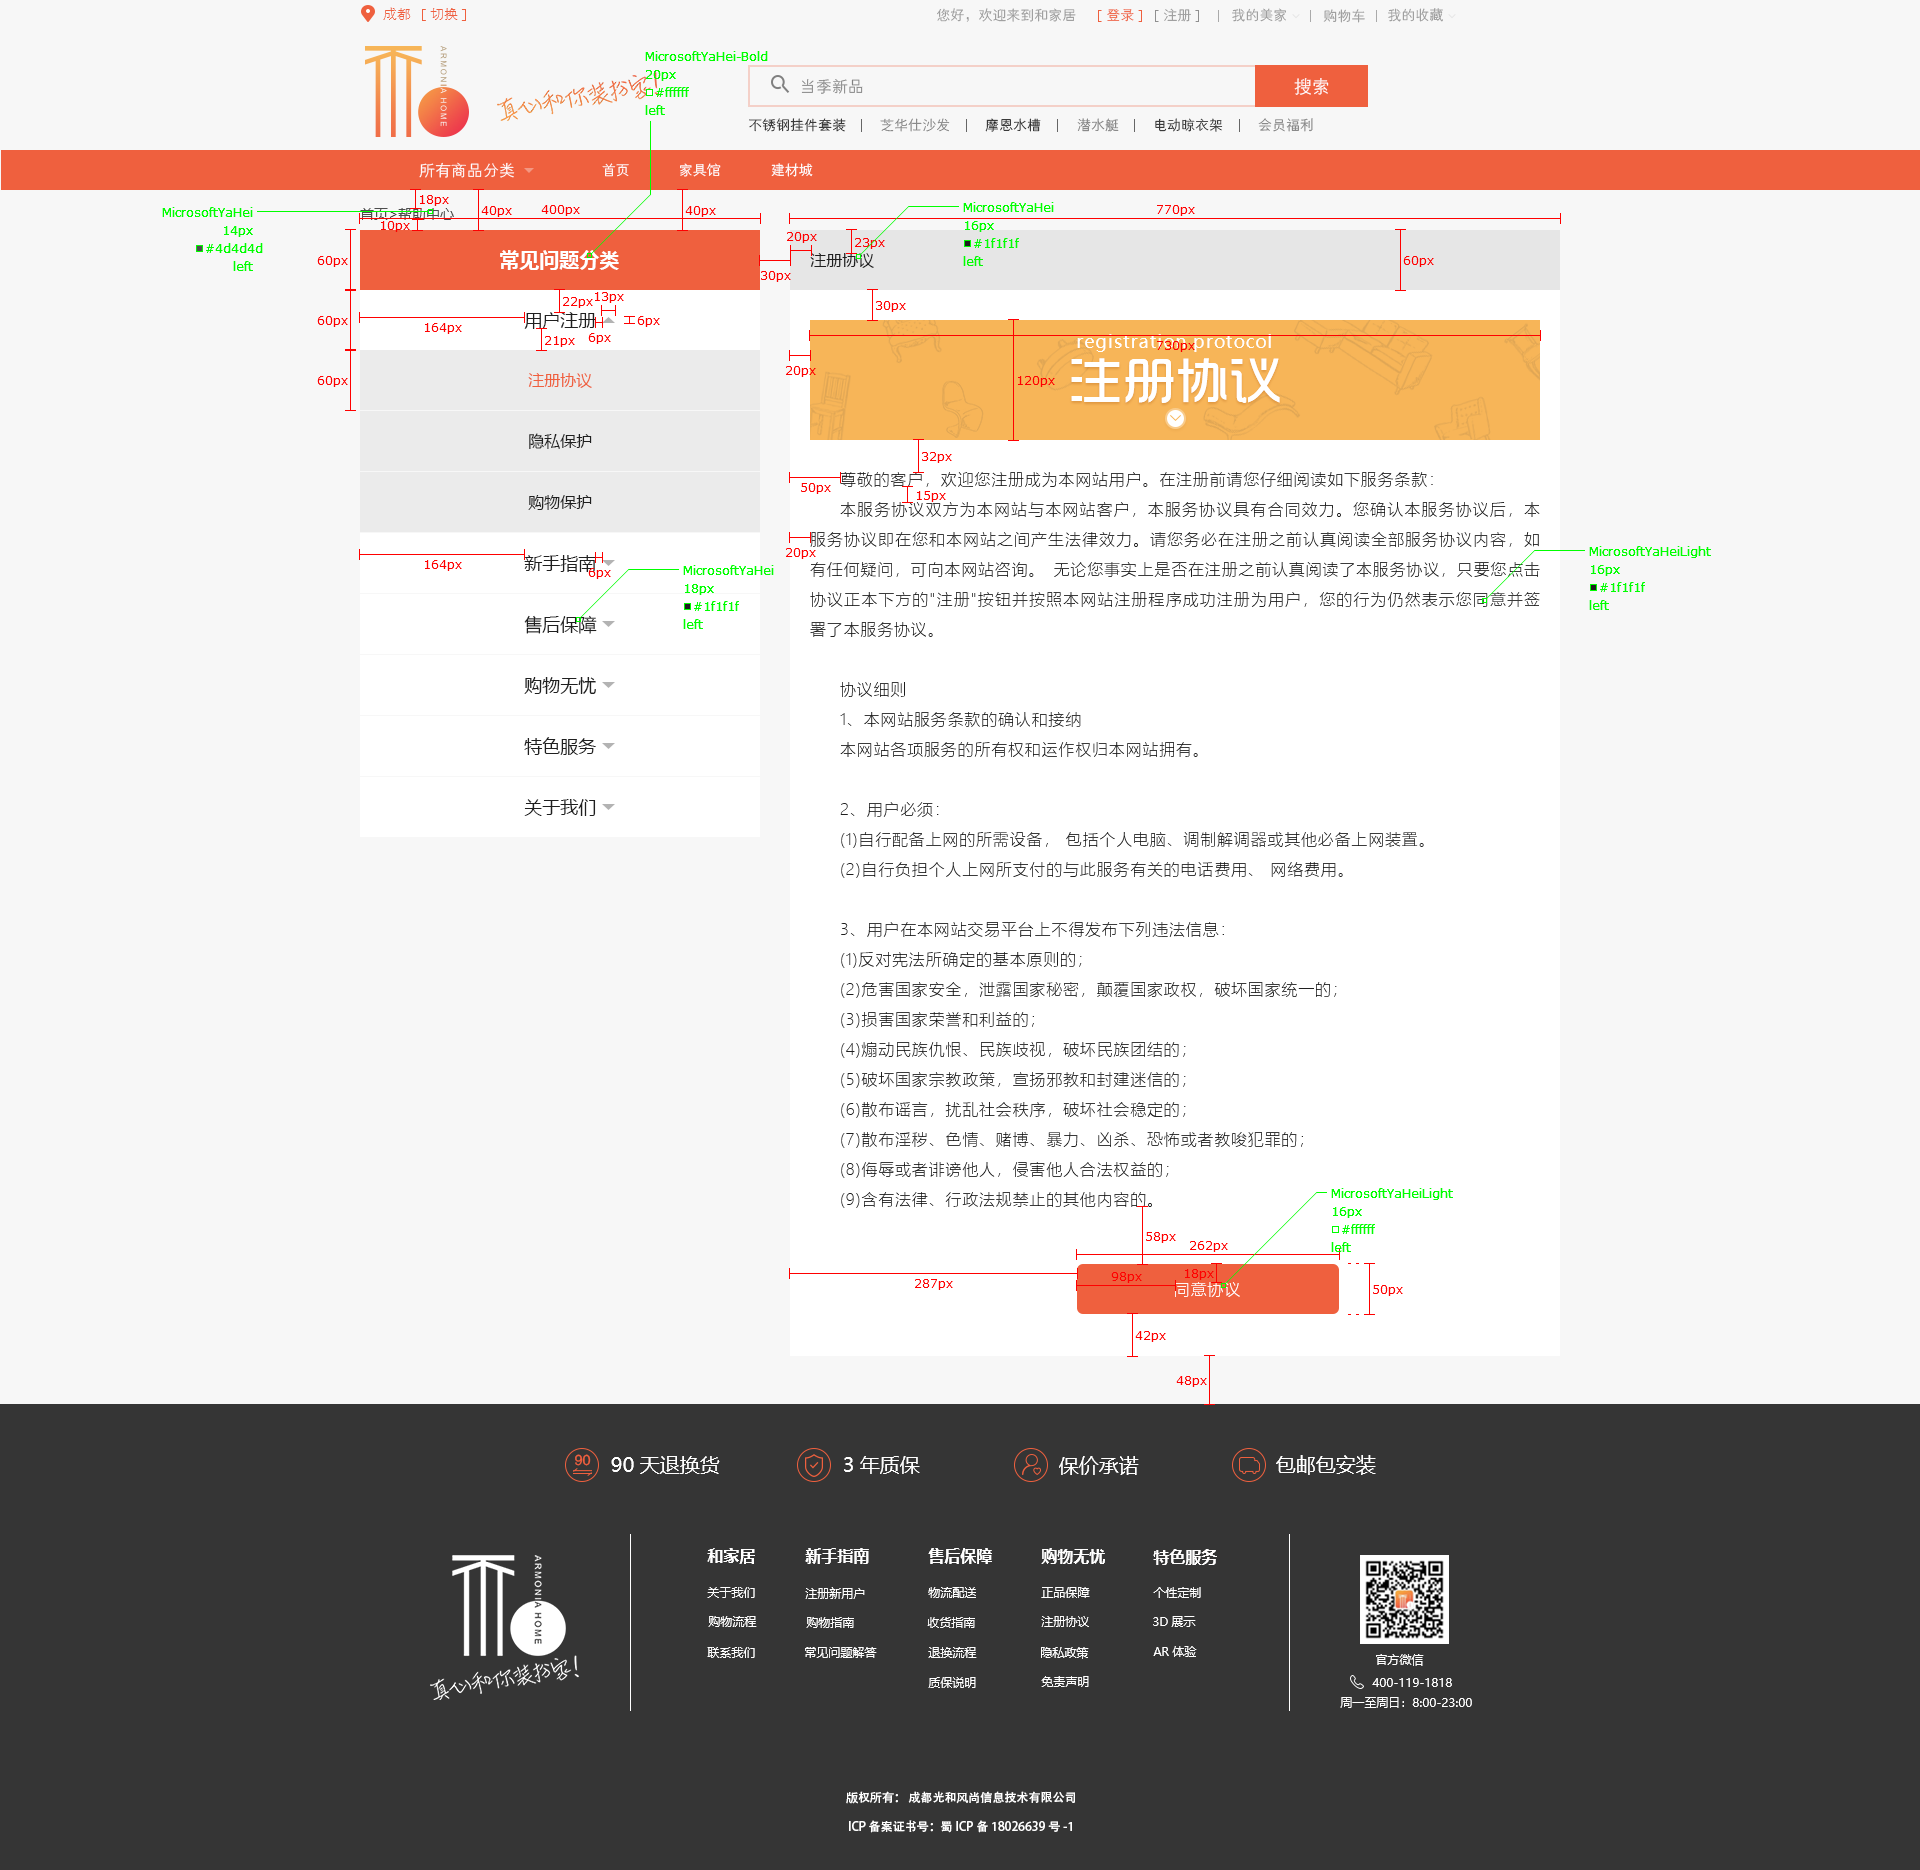 成都 [ 切换 ]
您好，欢迎来到和家居 [ 登录 ] [ 注册 ] | 我的美家 | 购物车 | 我的收藏
ARMONIA HOME
真心和你装扮家!
MicrosoftYaHei-Bold
20px
#ffffff
left
当季新品
搜索
不锈钢挂件套装 | 芝华仕沙发 | 摩恩水槽 | 潜水艇 | 电动晾衣架 | 会员福利
所有商品分类 首页 家具馆 建材城
18px
40px
400px
40px
10px
首页>帮助中心
MicrosoftYaHei
14px
#4d4d4d
left
60px
常见问题分类
30px
22px
13px
60px
164px
用户注册
6px
6px
21px
60px
注册协议
隐私保护
购物保护
164px
新手指南
6px
MicrosoftYaHei
18px
#1f1f1f
left
售后保障
购物无忧
特色服务
关于我们
770px
20px
23px
MicrosoftYaHei
16px
#1f1f1f
left
注册协议
60px
30px
registration protocol
730px
20px
120px
注册协议
32px
50px
15px
尊敬的客户，欢迎您注册成为本网站用户。在注册前请您仔细阅读如下服务条款：
本服务协议双方为本网站与本网站客户，本服务协议具有合同效力。您确认本服务协议后，本
20px
服务协议即在您和本网站之间产生法律效力。请您务必在注册之前认真阅读全部服务协议内容，如
有任何疑问，可向本网站咨询。 无论您事实上是否在注册之前认真阅读了本服务协议，只要您点击
协议正本下方的"注册"按钮并按照本网站注册程序成功注册为用户，您的行为仍然表示您同意并签
署了本服务协议。
MicrosoftYaHeiLight
16px
#1f1f1f
left
协议细则
1、本网站服务条款的确认和接纳
本网站各项服务的所有权和运作权归本网站拥有。
2、用户必须：
(1)自行配备上网的所需设备， 包括个人电脑、调制解调器或其他必备上网装置。
(2)自行负担个人上网所支付的与此服务有关的电话费用、 网络费用。
3、用户在本网站交易平台上不得发布下列违法信息：
(1)反对宪法所确定的基本原则的；
(2)危害国家安全，泄露国家秘密，颠覆国家政权，破坏国家统一的；
(3)损害国家荣誉和利益的；
(4)煽动民族仇恨、民族歧视，破坏民族团结的；
(5)破坏国家宗教政策，宣扬邪教和封建迷信的；
(6)散布谣言，扰乱社会秩序，破坏社会稳定的；
(7)散布淫秽、色情、赌博、暴力、凶杀、恐怖或者教唆犯罪的；
(8)侮辱或者诽谤他人，侵害他人合法权益的；
(9)含有法律、行政法规禁止的其他内容的。
MicrosoftYaHeiLight
16px
#ffffff
left
58px
262px
287px
98px
18px
同意协议
50px
42px
48px
90 90 天退换货 3 年质保 保价承诺 包邮包安装
ARMONIA HOME
真心和你装扮家!
和家居 新手指南 售后保障 购物无忧 特色服务
关于我们 注册新用户 物流配送 正品保障 个性定制
购物流程 购物指南 收货指南 注册协议 3D 展示
联系我们 常见问题解答 退换流程 隐私政策 AR 体验
质保说明 免责声明
官方微信
400-119-1818
周一至周日：8:00-23:00
版权所有： 成都光和风尚信息技术有限公司
ICP 备案证书号：蜀 ICP 备 18026639 号 -1